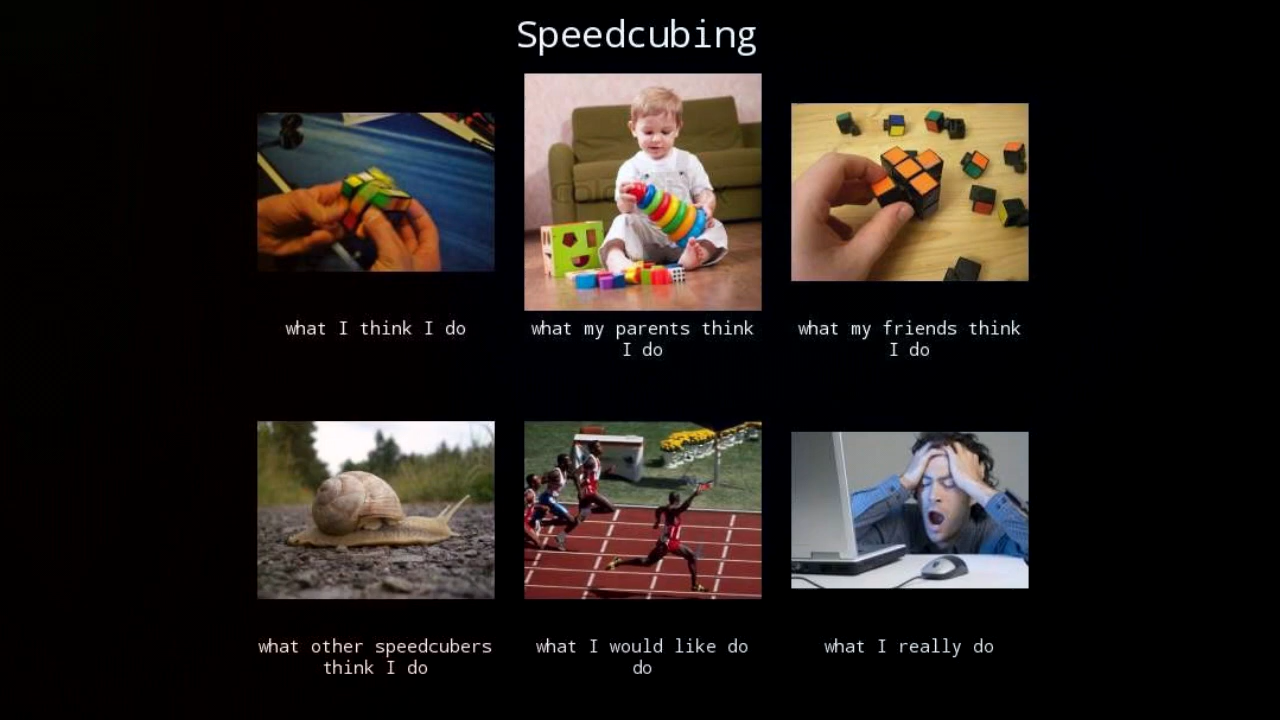 Speedcubing
what I think I do
what my parents think
I do
what my friends think
I do
what other speedcubers
think I do
what I would like do
do
what I really do